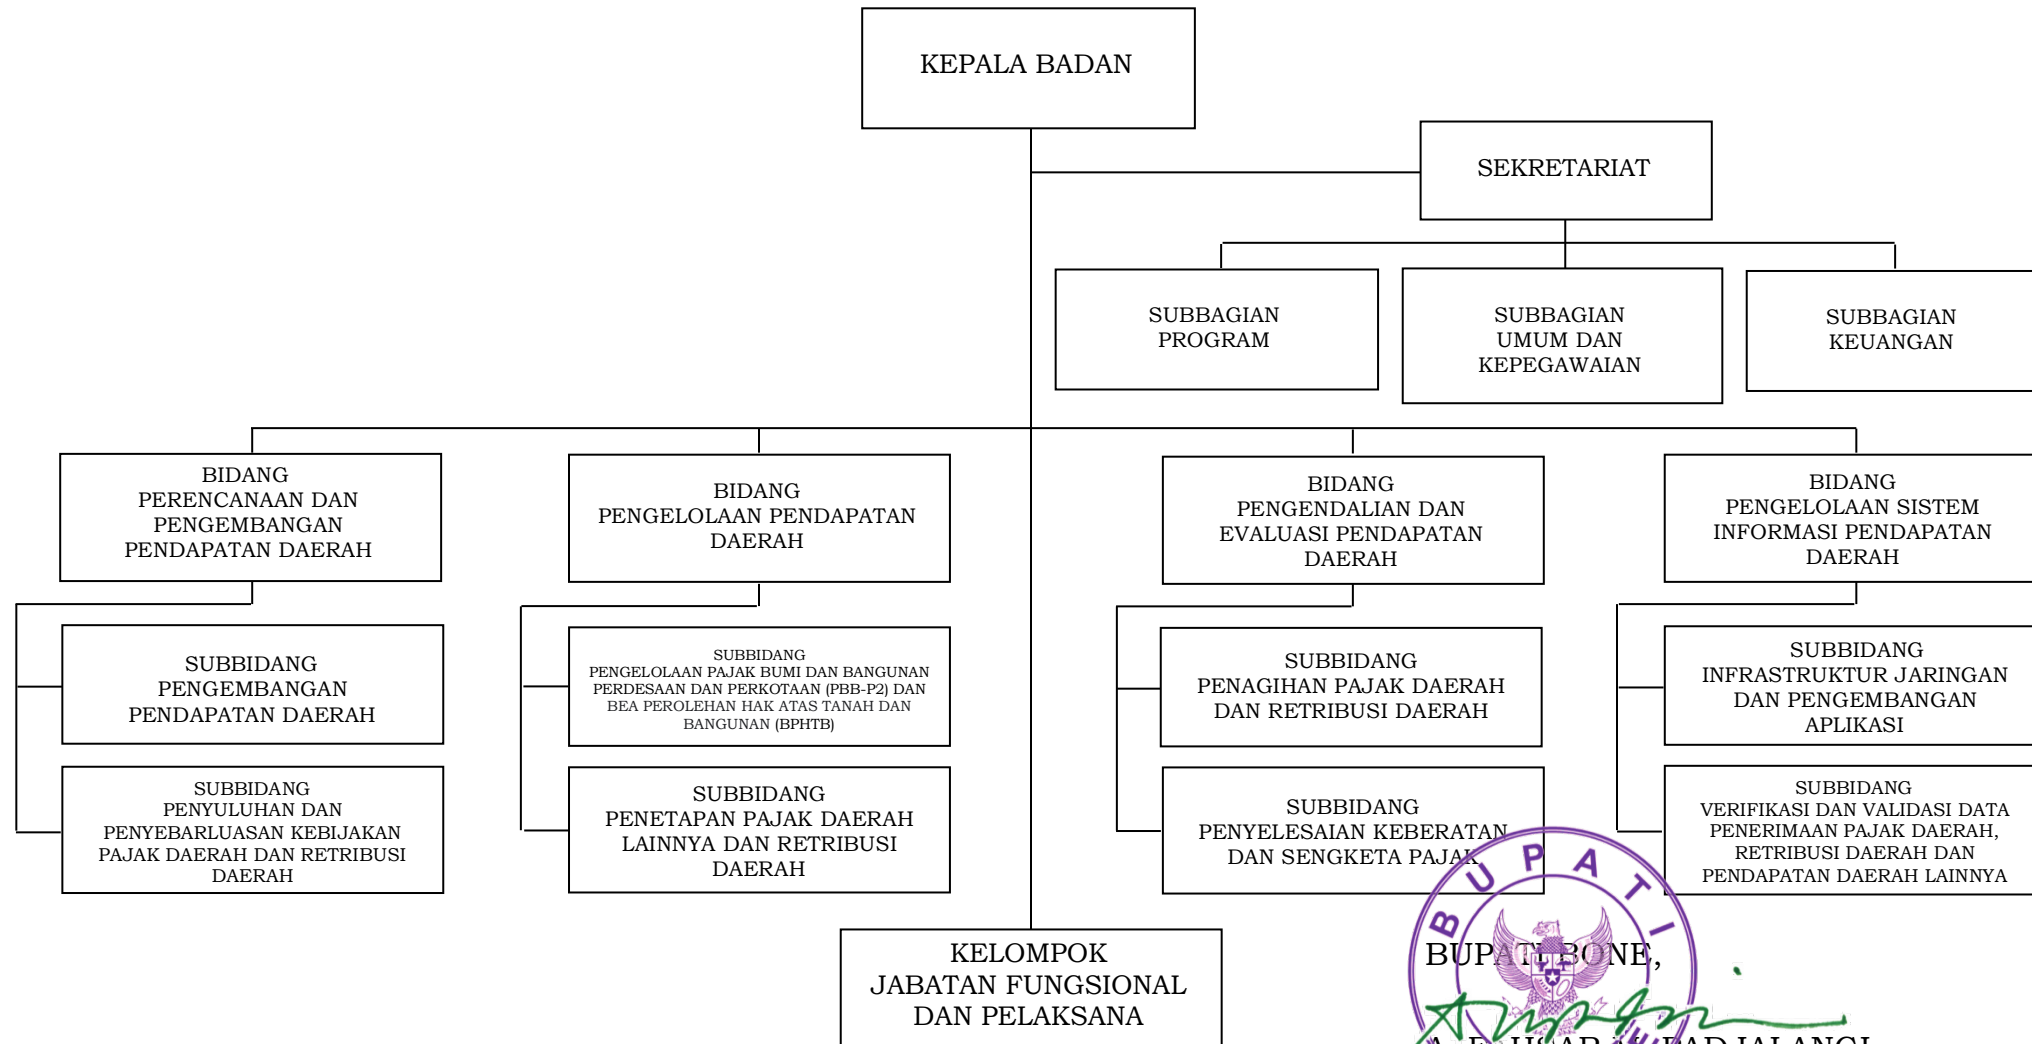 KEPALA BADAN
SEKRETARIAT
SUBBAGIAN
PROGRAM
SUBBAGIAN
UMUM DAN
KEPEGAWAIAN
SUBBAGIAN
KEUANGAN
BIDANG
PERENCANAAN DAN
PENGEMBANGAN
PENDAPATAN DAERAH
BIDANG
PENGELOLAAN PENDAPATAN
DAERAH
BIDANG
PENGENDALIAN DAN
EVALUASI PENDAPATAN
DAERAH
BIDANG
PENGELOLAAN SISTEM
INFORMASI PENDAPATAN
DAERAH
SUBBIDANG
PENGEMBANGAN
PENDAPATAN DAERAH
SUBBIDANG
PENGELOLAAN PAJAK BUMI DAN BANGUNAN
PERDESAAN DAN PERKOTAAN (PBB-P2) DAN
BEA PEROLEHAN HAK ATAS TANAH DAN
BANGUNAN (BPHTB)
SUBBIDANG
PENAGIHAN PAJAK DAERAH
DAN RETRIBUSI DAERAH
SUBBIDANG
INFRASTRUKTUR JARINGAN
DAN PENGEMBANGAN
APLIKASI
SUBBIDANG
PENYULUHAN DAN
PENYEBARLUASAN KEBIJAKAN
PAJAK DAERAH DAN RETRIBUSI
DAERAH
SUBBIDANG
PENETAPAN PAJAK DAERAH
LAINNYA DAN RETRIBUSI
DAERAH
SUBBIDANG
PENYELESAIAN KEBERATAN
DAN SENGKETA PAJAK
SUBBIDANG
VERIFIKASI DAN VALIDASI DATA
PENERIMAAN PAJAK DAERAH,
RETRIBUSI DAERAH DAN
PENDAPATAN DAERAH LAINNYA
KELOMPOK
JABATAN FUNGSIONAL
DAN PELAKSANA
BUPATI
BUPATI BONE,